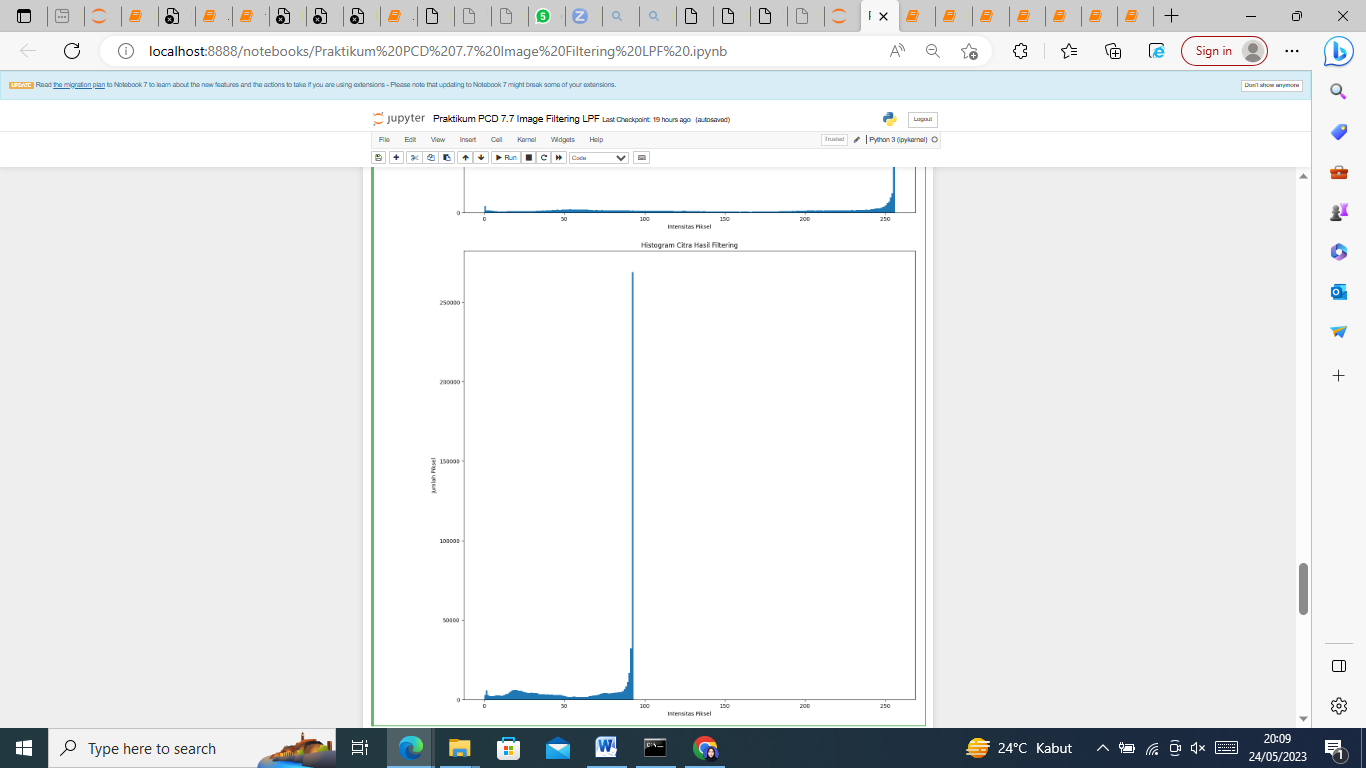 localhost:8888/notebooks/Praktikum%20PCD%207.7%20Image%20Filtering%20LPF%20.ipynb
Sign in
UPDATE Read the migration plan to Notebook 7 to learn about the new features and the actions to take if you are using extensions - Please note that updating to Notebook 7 might break some of your extensions.
Don't show anymore
jupyter Praktikum PCD 7.7 Image Filtering LPF Last Checkpoint: 19 hours ago (autosaved)
Logout
File Edit View Insert Cell Kernel Widgets Help
Trusted
Python 3 (ipykernel)
Run
Code
0
0 50 100 150 200 250
Intensitas Piksel
Histogram Citra Hasil Filtering
250000
200000
150000
100000
50000
0
Jumlah Piksel
0 50 100 150 200 250
Intensitas Piksel
Type here to search
24°C Kabut
20:09
24/05/2023
1